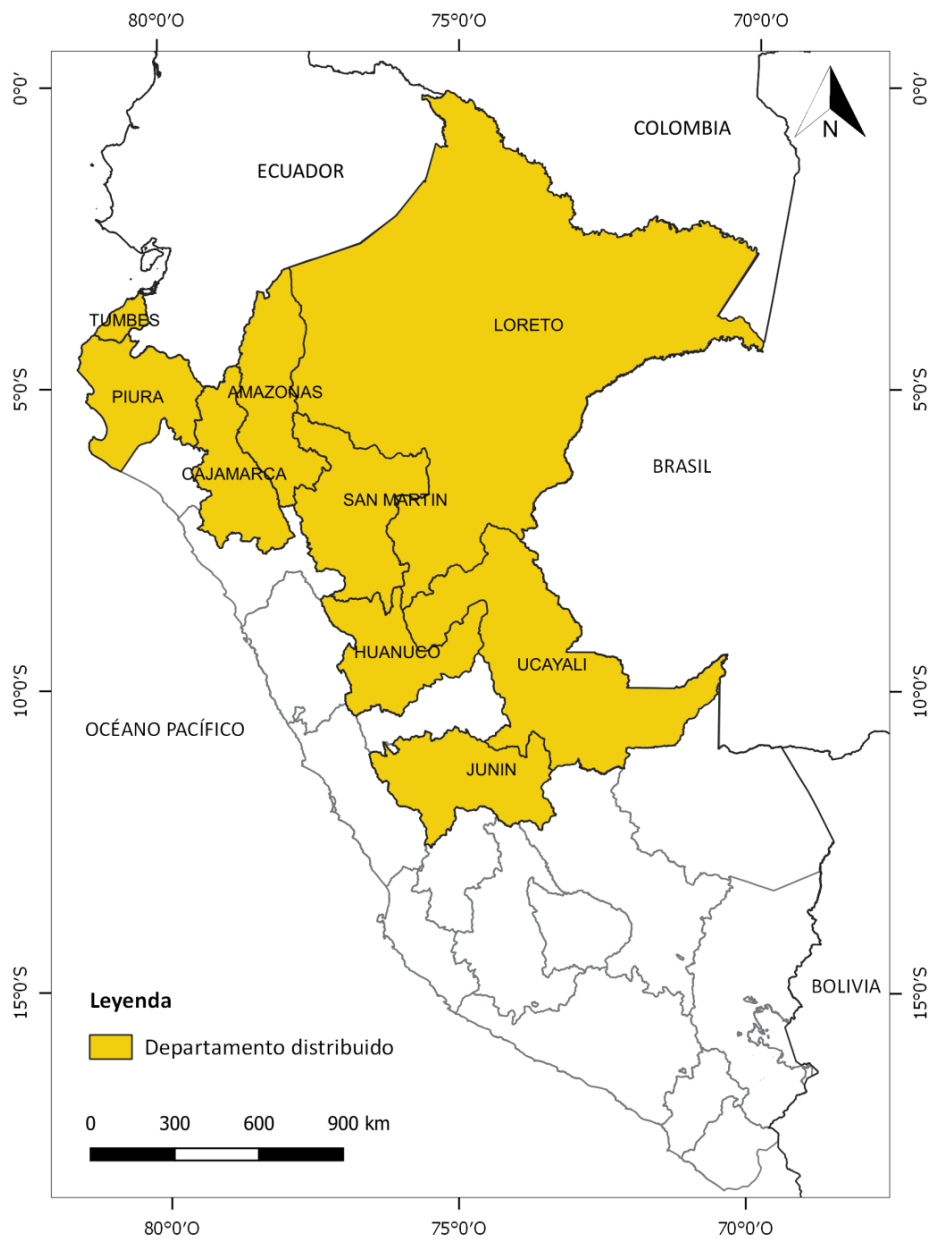 80°0'O 75°0'O 70°0'O
0°0' 0°0'
COLOMBIA
N
ECUADOR
TUMBES
LORETO
5°0'S 5°0'S
PIURA
AMAZONAS
BRASIL
CAJAMARCA
SAN MARTIN
HUANUCO
UCAYALI
10°0'S 10°0'S
OCÉANO PACÍFICO
JUNIN
15°0'S 15°0'S
BOLIVIA
Leyenda
Departamento distribuido
0 300 600 900 km
80°0'O 75°0'O 70°0'O